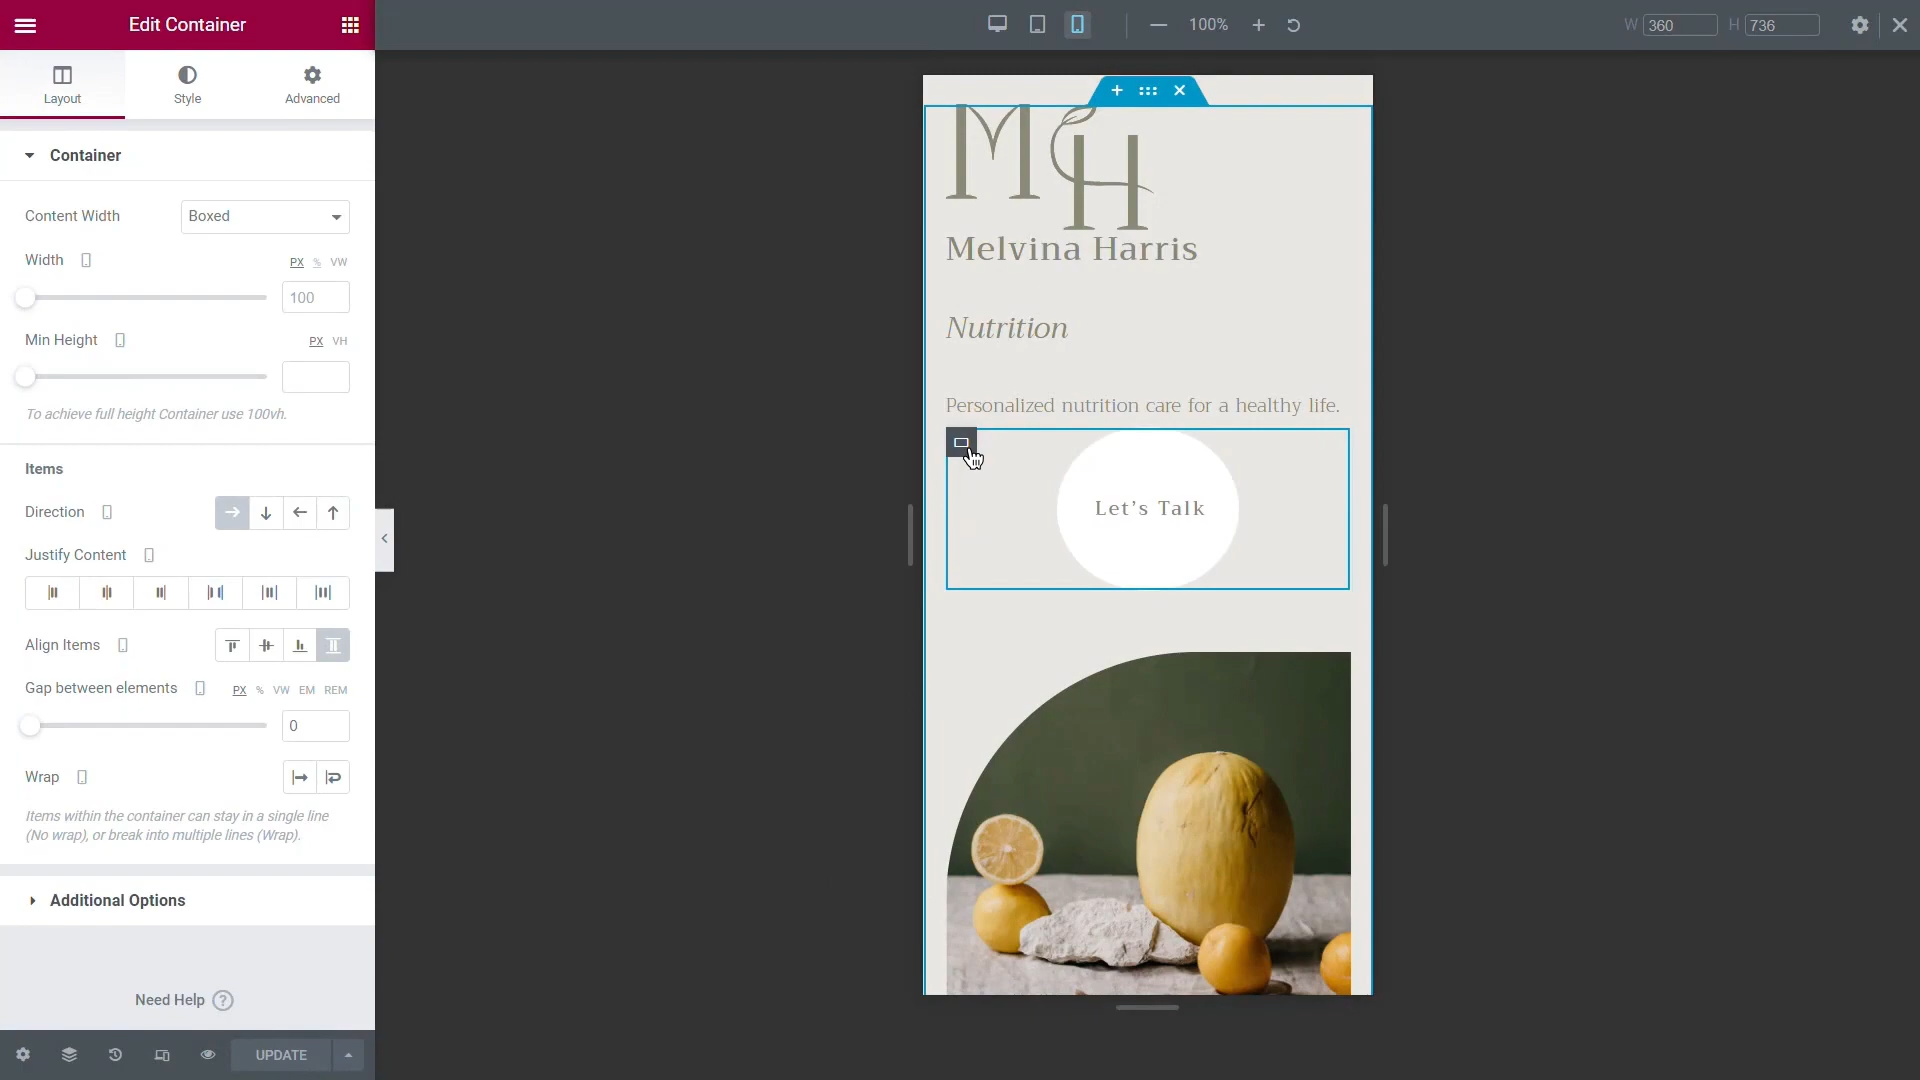 Edit Container
100%
W 360 H 736
Layout
Style
Advanced
Container
Content Width
Boxed
Width
PX % VW
100
Min Height
PX VH
To achieve full height Container use 100vh.
Items
Direction
Justify Content
Align Items
Gap between elements
PX % VW EM REM
0
Wrap
Items within the container can stay in a single line
(No wrap), or break into multiple lines (Wrap).
Additional Options
Need Help ?
UPDATE
MH
Melvina Harris
Nutrition
Personalized nutrition care for a healthy life.
Let's Talk